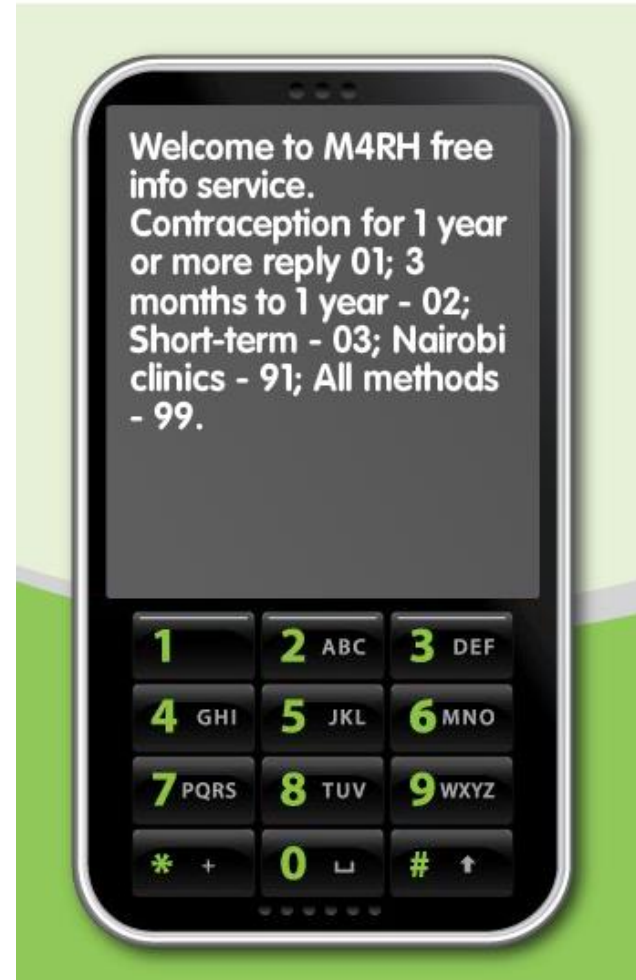 Welcome to M4RH free
info service.
Contraception for 1 year
or more reply 01; 3
months to 1 year - 02;
Short-term - 03; Nairobi
clinics - 91; All methods
- 99.
1
2 ABC
3 DEF
4 GHI
5 JKL
6 MNO
7 PQRS
8 TUV
9 WXYZ
* +
0 ␣
# ↑